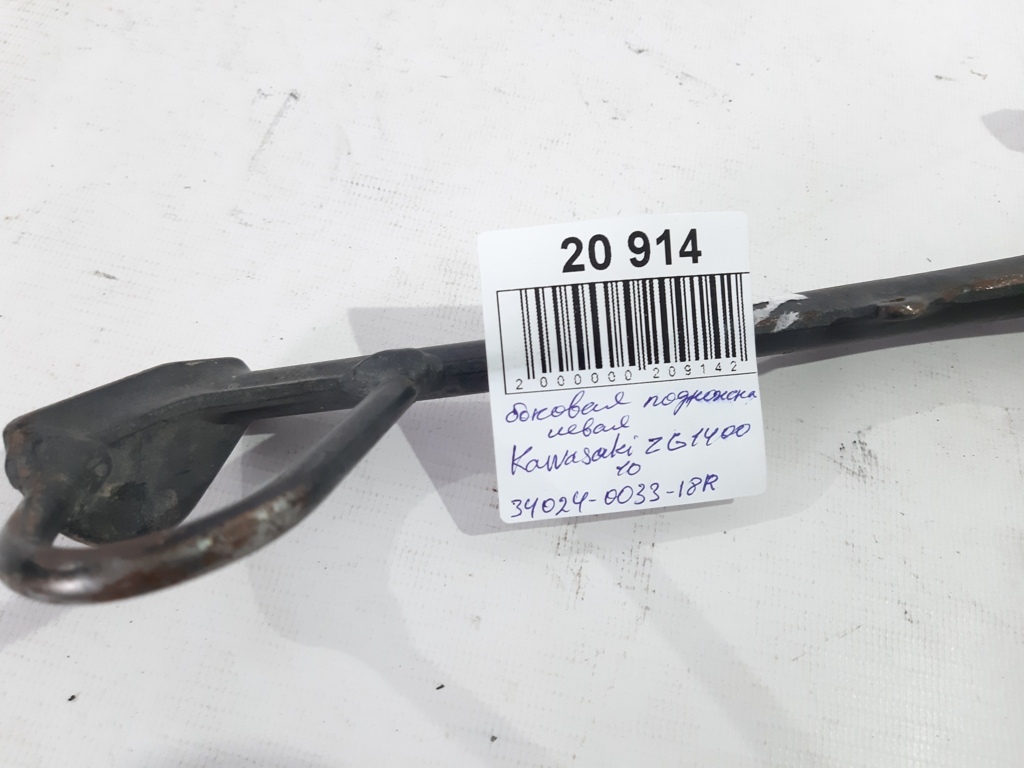 20 914
2 000000 209142
боковая подножка
левая
Kawasaki ZG1400
10
34024-0033-18R